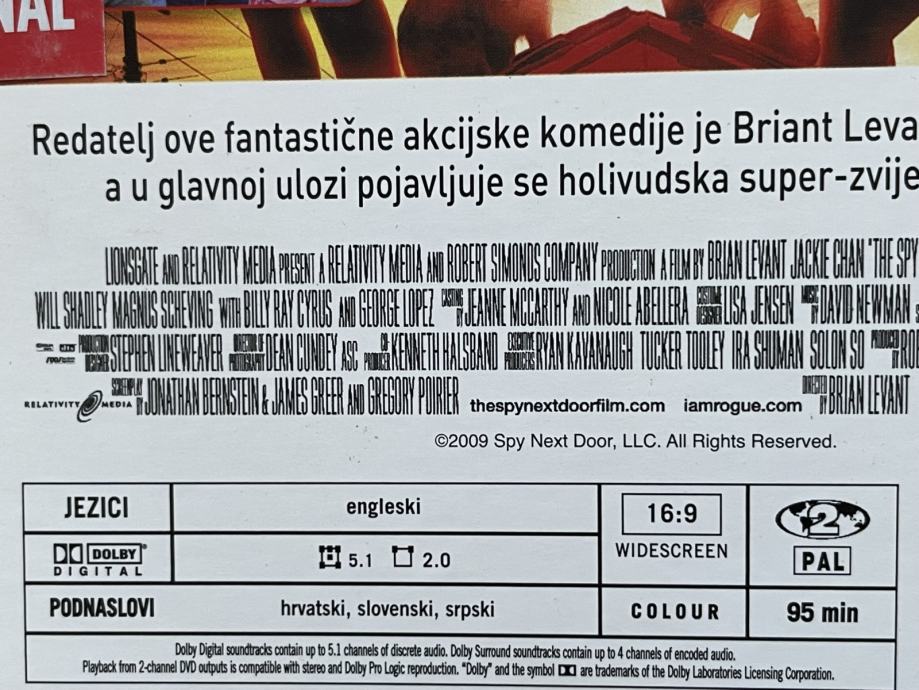 NAL
Redatelj ove fantastične akcijske komedije je Briant Leva
a u glavnoj ulozi pojavljuje se holivudska super-zvije
LIONSGATE AND RELATIVITY MEDIA PRESENT A RELATIVITY MEDIA AND ROBERT SIMONDS COMPANY PRODUCTION A FILM BY BRIAN LEVANT JACKIE CHAN "THE SPY
WILL SHADLEY MAGNUS SCHEVING WITH BILLY RAY CYRUS AND GEORGE LOPEZ CASTING BY JEANNE MCCARTHY AND NICOLE ABELLERA COSTUME DESIGNER LISA JENSEN MUSIC BY DAVID NEWMAN
PRODUCTION DESIGNER STEPHEN LINEWEAVER DIRECTOR OF PHOTOGRAPHY DEAN CUNDEY ASC CO-PRODUCER KENNETH HALSBAND EXECUTIVE PRODUCERS RYAN KAVANAUGH TUCKER TOOLEY IRA SHUMAN SOLON SO PRODUCED BY ROB
RELATIVITY MEDIA SCREENPLAY BY JONATHAN BERNSTEIN & JAMES GREER AND GREGORY POIRIER thespynextdoorfilm.com iamrogue.com DIRECTED BY BRIAN LEVANT
©2009 Spy Next Door, LLC. All Rights Reserved.
JEZICI engleski 16:9 2
DOLBY DIGITAL 5.1 2.0 WIDESCREEN PAL
PODNASLOVI hrvatski, slovenski, srpski COLOUR 95 min
Dolby Digital soundtracks contain up to 5.1 channels of discrete audio. Dolby Surround soundtracks contain up to 4 channels of encoded audio.
Playback from 2-channel DVD outputs is compatible with stereo and Dolby Pro Logic reproduction. "Dolby" and the symbol are trademarks of the Dolby Laboratories Licensing Corporation.